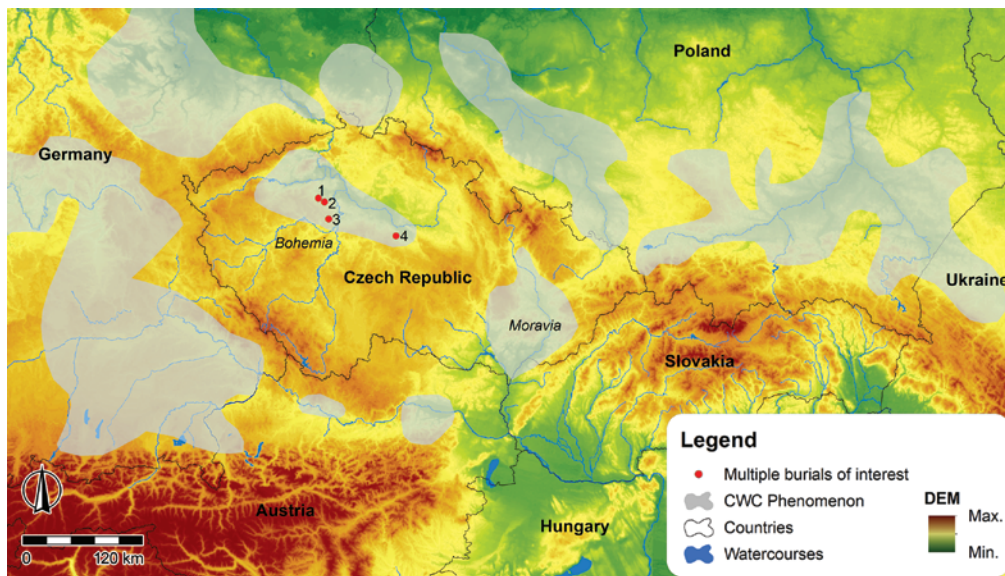 Poland
Germany
1
2
3
4
Bohemia
Czech Republic
Ukraine
Moravia
Slovakia
Austria
Hungary
0 120 km
Legend
Multiple burials of interest
CWC Phenomenon
Countries
Watercourses
DEM
Max.
Min.